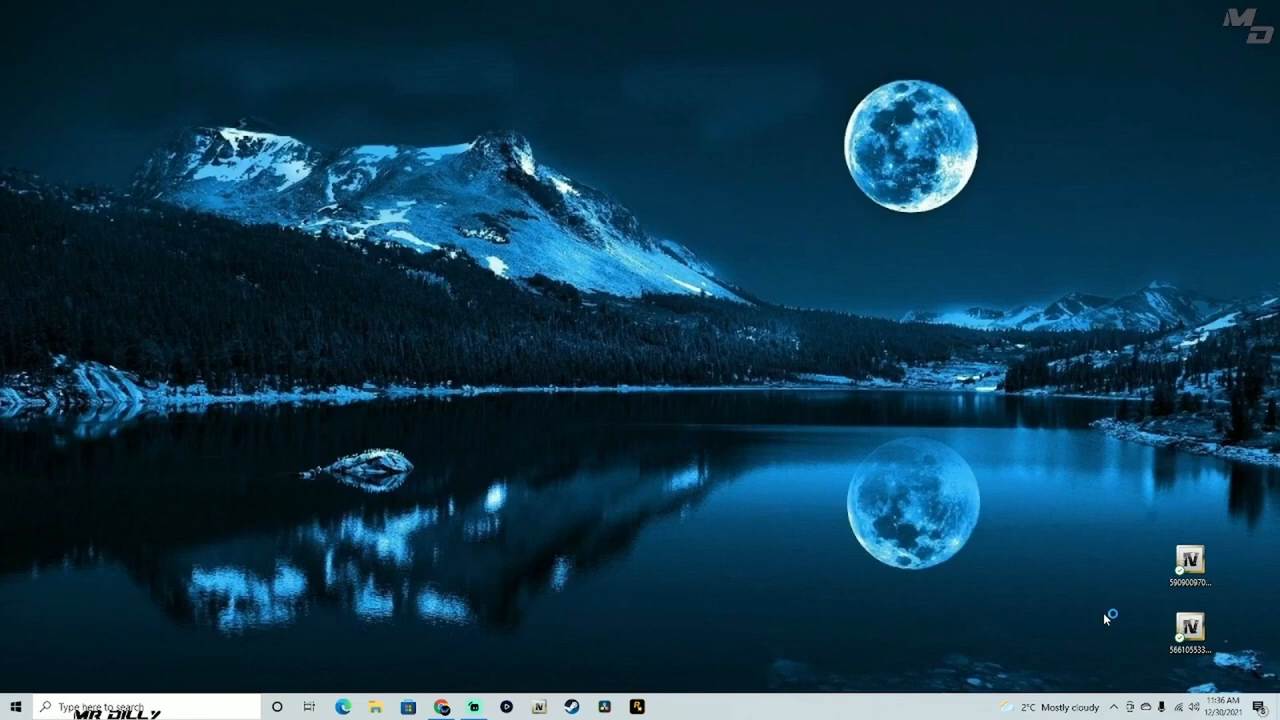 MD
590900970...
566105533...
Type here to search
MR DILLY
2°C Mostly cloudy
11:36 AM
12/30/2021